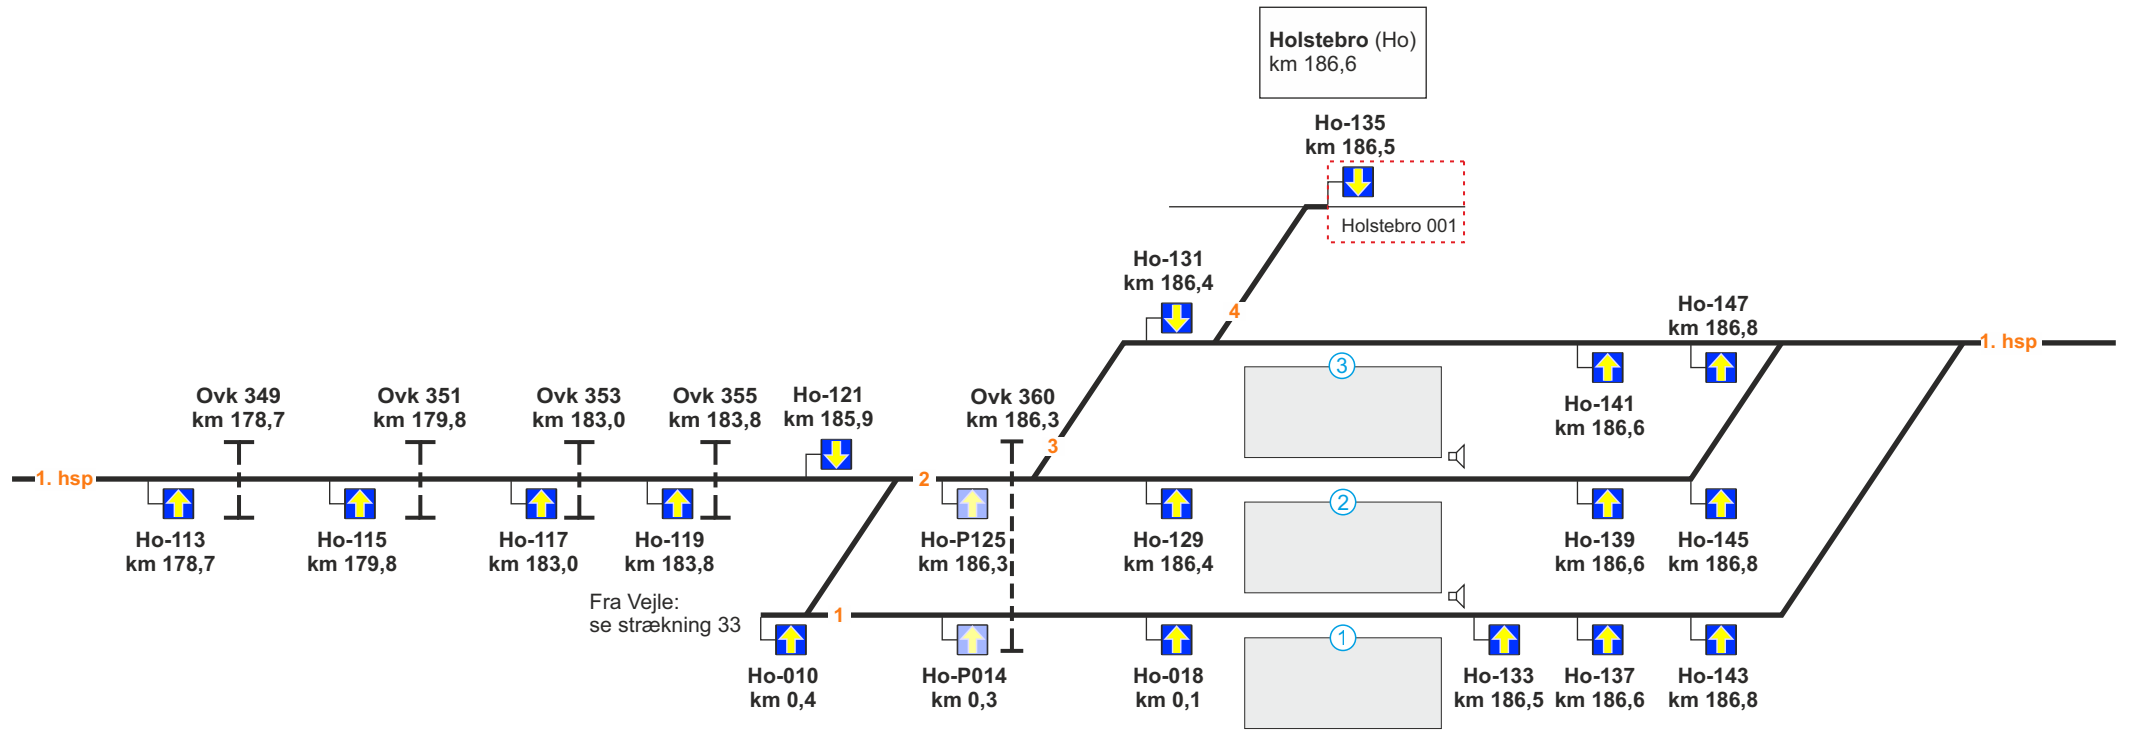 Holstebro (Ho)
km 186,6
Ho-135
km 186,5
Holstebro 001
Ho-131
km 186,4
4
Ho-147
km 186,8
1. hsp
3
Ho-141
km 186,6
Ovk 349
km 178,7
Ovk 351
km 179,8
Ovk 353
km 183,0
Ovk 355
km 183,8
Ho-121
km 185,9
Ovk 360
km 186,3
3
1. hsp
2
2
Ho-113
km 178,7
Ho-115
km 179,8
Ho-117
km 183,0
Ho-119
km 183,8
Ho-P125
km 186,3
Ho-129
km 186,4
Ho-139
km 186,6
Ho-145
km 186,8
Fra Vejle:
se strækning 33
1
1
Ho-010
km 0,4
Ho-P014
km 0,3
Ho-018
km 0,1
Ho-133
km 186,5
Ho-137
km 186,6
Ho-143
km 186,8